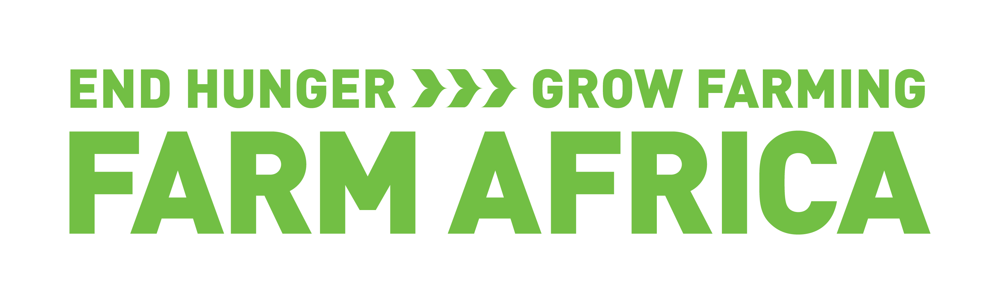 END HUNGER GROW FARMING
FARM AFRICA